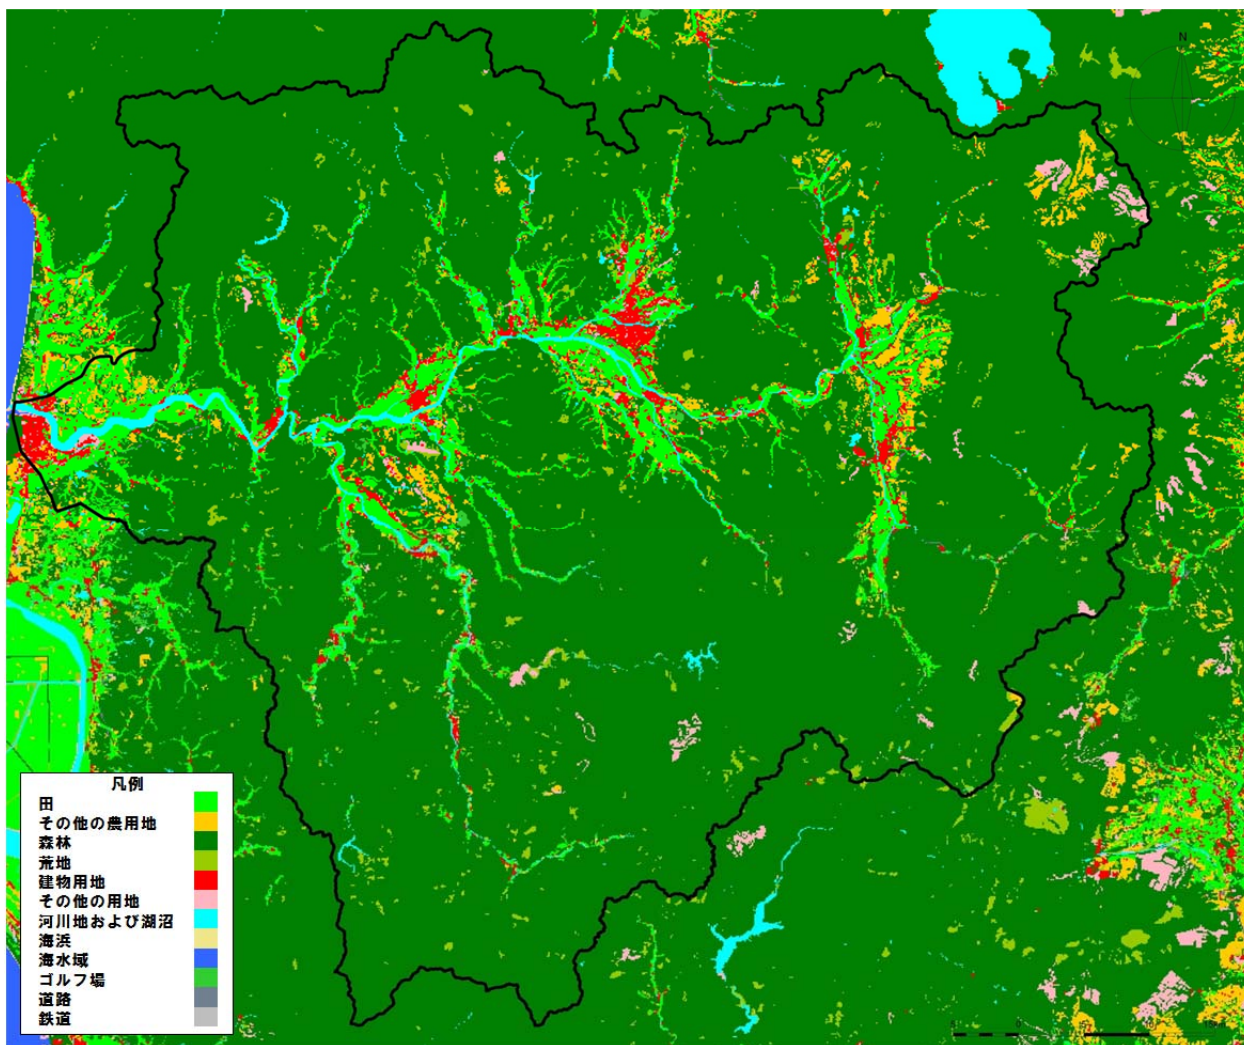 N
凡例
田
その他の農用地
森林
荒地
建物用地
その他の用地
河川地および湖沼
海浜
海水域
ゴルフ場
道路
鉄道